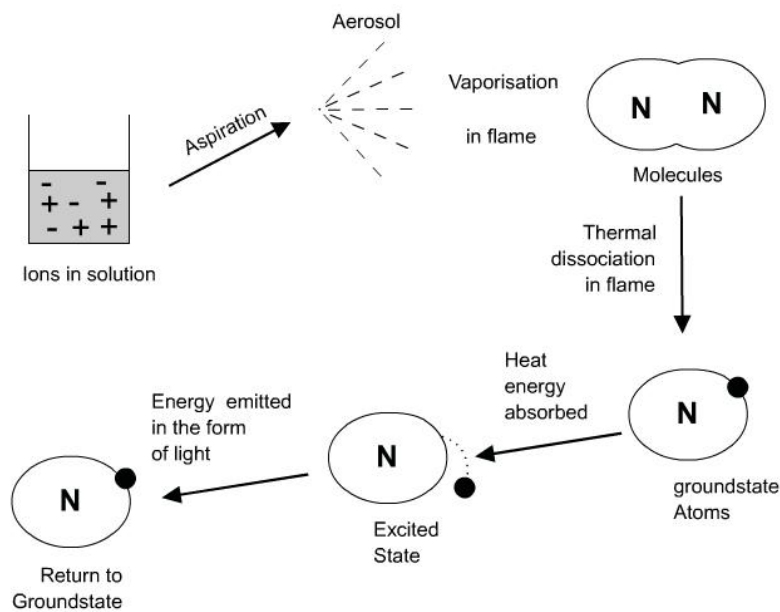 Aerosol
Aspiration
Vaporisation
in flame
N N
Molecules
- -
+ - +
- + +
Ions in solution
Thermal
dissociation
in flame
N
groundstate
Atoms
Heat
energy
absorbed
N
Excited
State
Energy emitted
in the form
of light
N
Return to
Groundstate